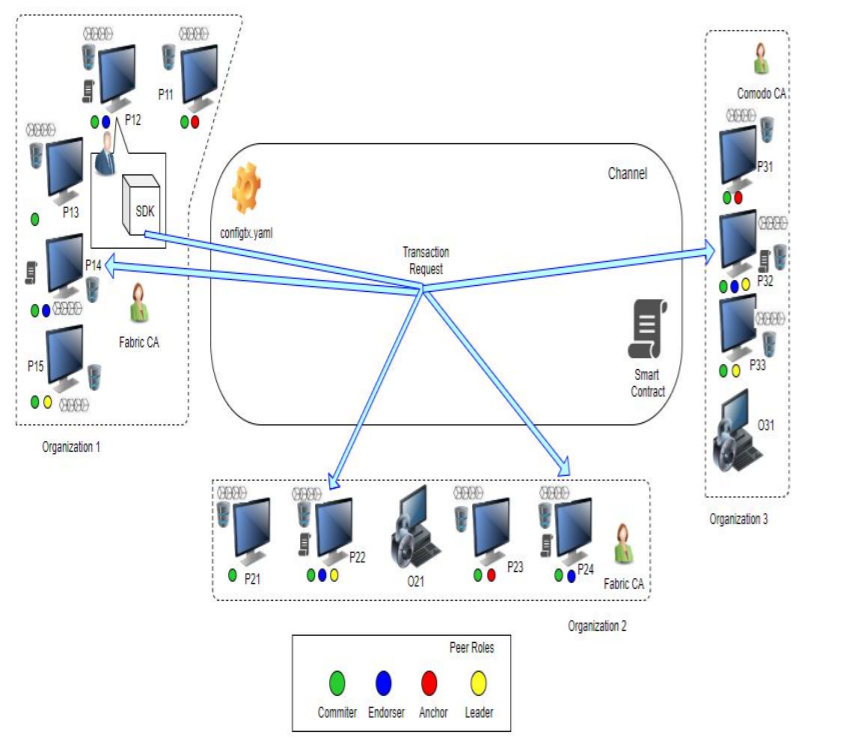 P11
P12
P13
SDK
P14
Fabric CA
P15
Organization 1
configtx.yaml
Channel
Transaction
Request
Smart
Contract
Comodo CA
P31
P32
P33
O31
Organization 3
P21
P22
O21
P23
P24
Fabric CA
Organization 2
Peer Roles
Commiter Endorser Anchor Leader